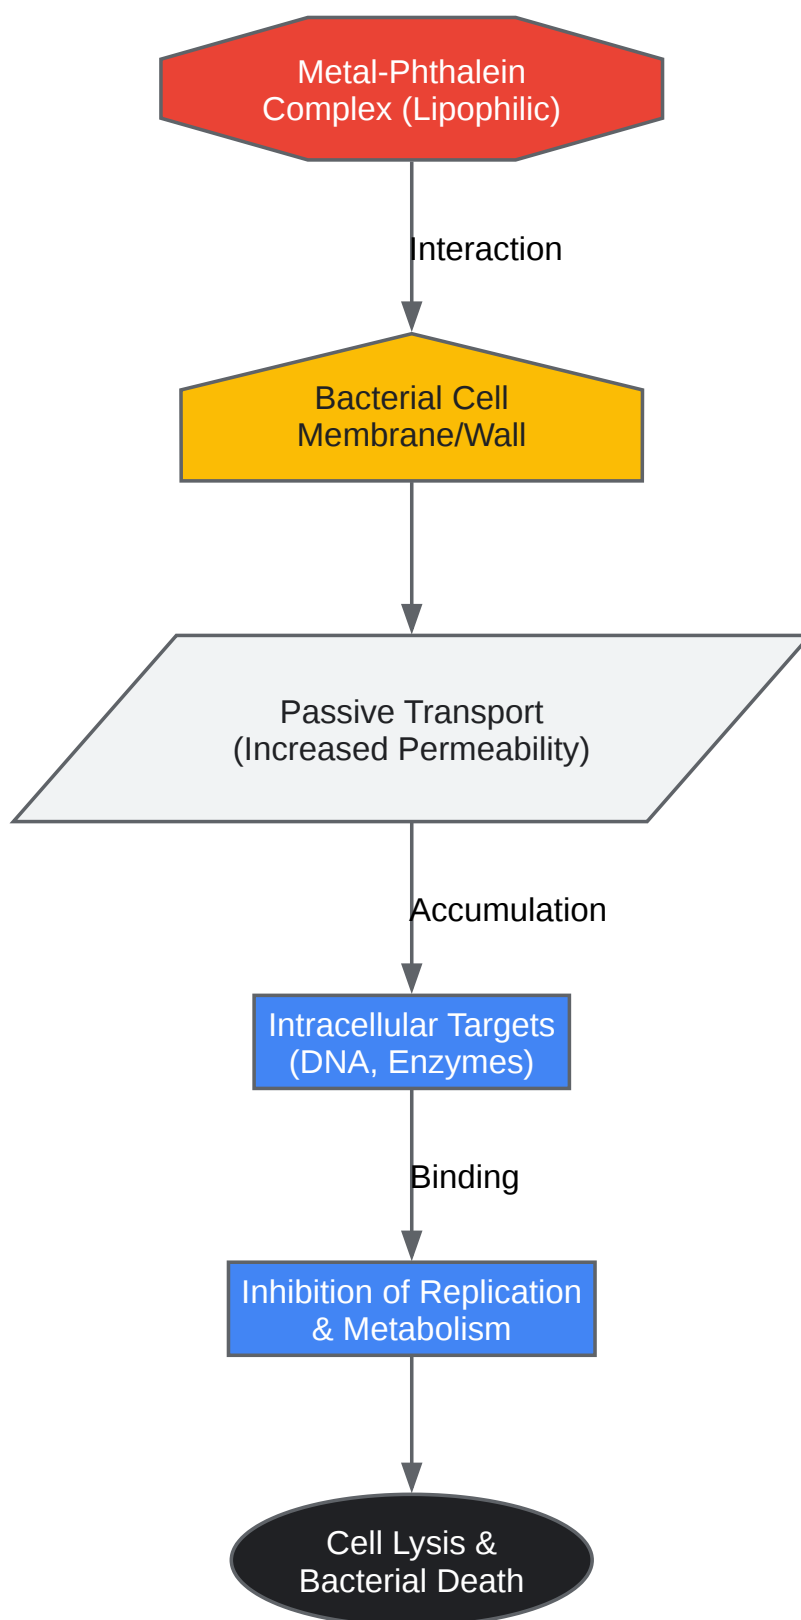 Metal-Phthalein
Complex (Lipophilic)
Interaction
Bacterial Cell
Membrane/Wall
Passive Transport
(Increased Permeability)
Accumulation
Intracellular Targets
(DNA, Enzymes)
Binding
Inhibition of Replication
& Metabolism
Cell Lysis &
Bacterial Death